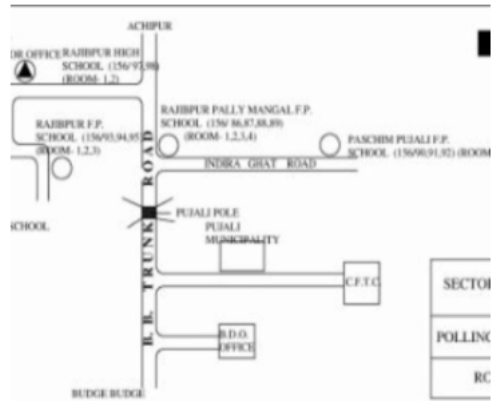 ACHIPUR
OR OFFICE
RAJIBPUR HIGH
SCHOOL (156/97,98)
(ROOM- 1,2)
RAJIBPUR PALLY MANGAL F.P.
SCHOOL (156/ 86,87,88,89)
(ROOM- 1,2,3,4)
RAJIBPUR F.P.
SCHOOL (156/93,94,95)
(ROOM- 1,2,3)
PASCHIM PUJALI F.P.
SCHOOL (156/90,91,92) (ROOM
INDIRA GHAT ROAD
B.B. TRUNK ROAD
PUJALI POLE
PUJALI
MUNICIPALITY
SCHOOL
C.F.T.C.
SECTOR
B.D.O.
OFFICE
POLLING
RO
BUDGE BUDGE